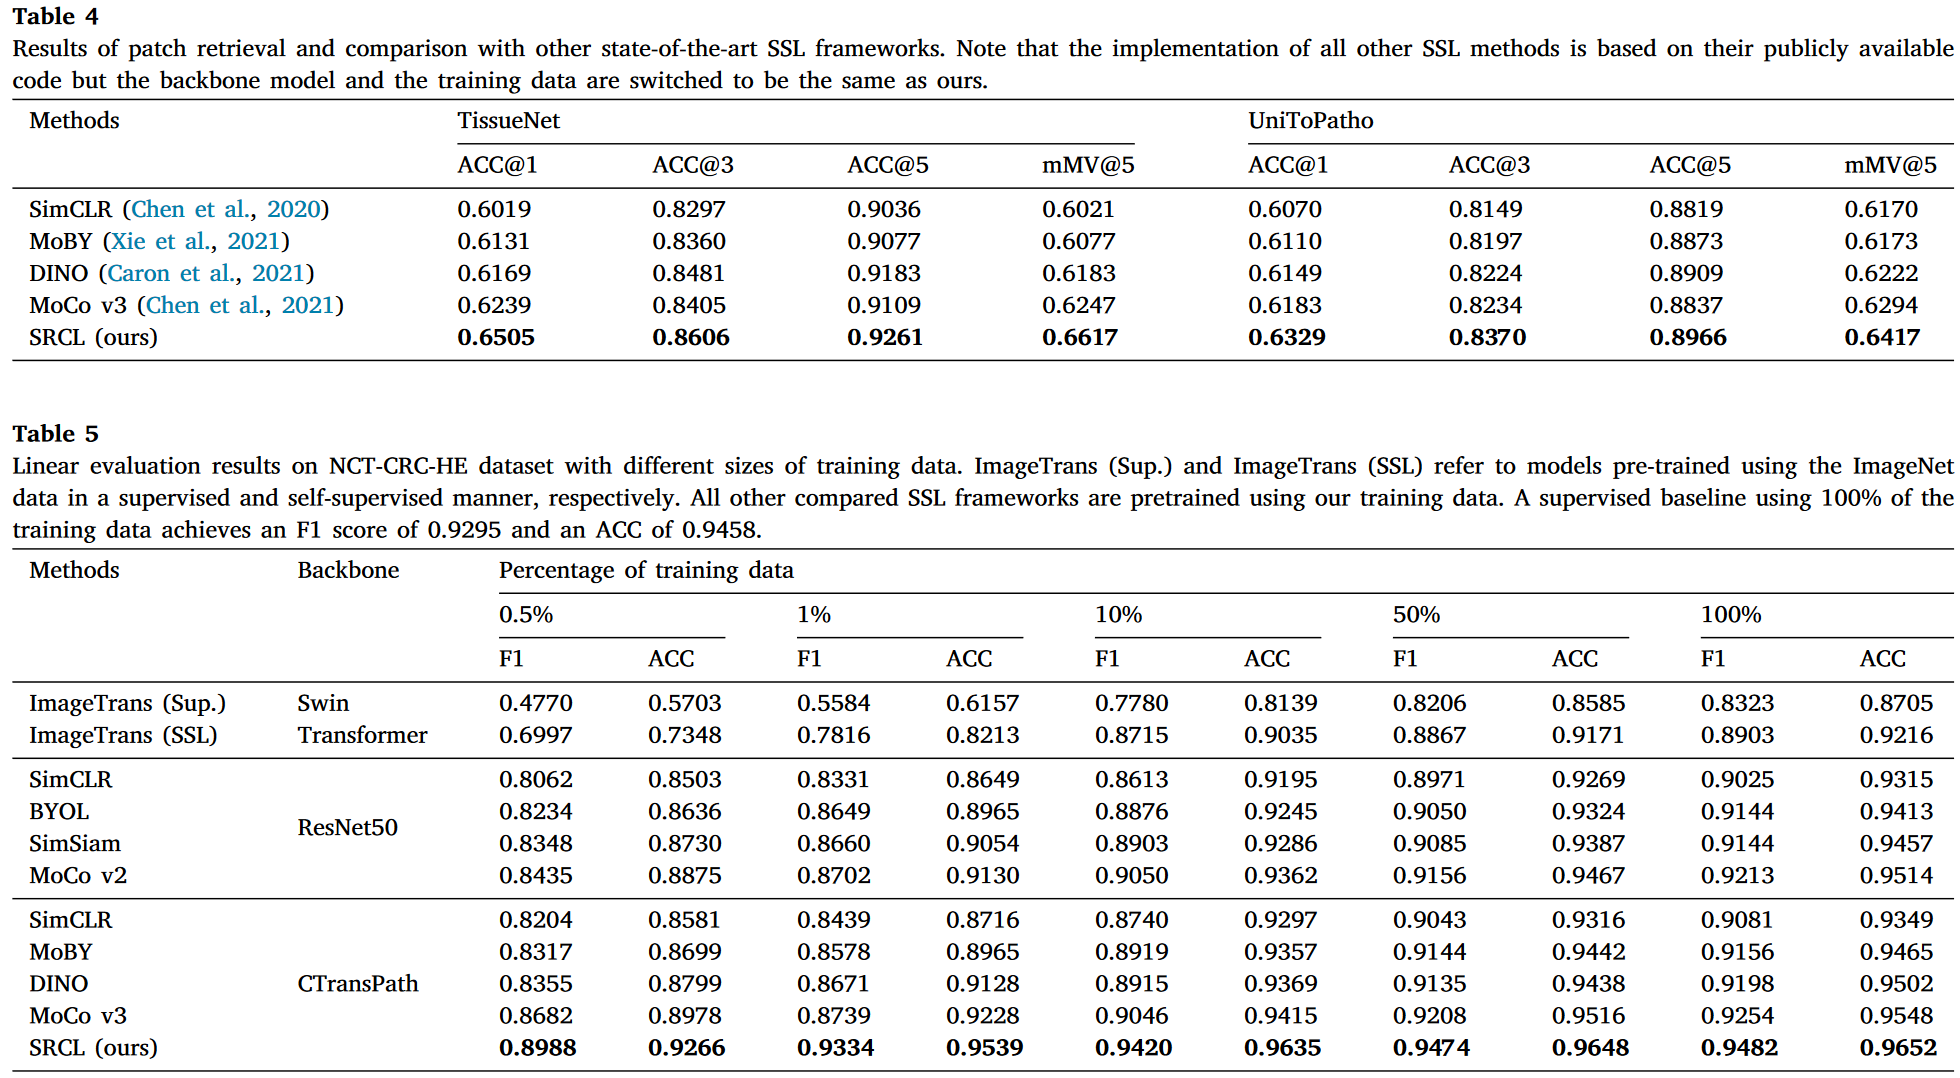 Table 4
Results of patch retrieval and comparison with other state-of-the-art SSL frameworks. Note that the implementation of all other SSL methods is based on their publicly available
code but the backbone model and the training data are switched to be the same as ours.
Methods TissueNet UniToPatho
ACC@1 ACC@3 ACC@5 mMV@5 ACC@1 ACC@3 ACC@5 mMV@5
SimCLR (Chen et al., 2020) 0.6019 0.8297 0.9036 0.6021 0.6070 0.8149 0.8819 0.6170
MoBY (Xie et al., 2021) 0.6131 0.8360 0.9077 0.6077 0.6110 0.8197 0.8873 0.6173
DINO (Caron et al., 2021) 0.6169 0.8481 0.9183 0.6183 0.6149 0.8224 0.8909 0.6222
MoCo v3 (Chen et al., 2021) 0.6239 0.8405 0.9109 0.6247 0.6183 0.8234 0.8837 0.6294
SRCL (ours) 0.6505 0.8606 0.9261 0.6617 0.6329 0.8370 0.8966 0.6417
Table 5
Linear evaluation results on NCT-CRC-HE dataset with different sizes of training data. ImageTrans (Sup.) and ImageTrans (SSL) refer to models pre-trained using the ImageNet
data in a supervised and self-supervised manner, respectively. All other compared SSL frameworks are pretrained using our training data. A supervised baseline using 100% of the
training data achieves an F1 score of 0.9295 and an ACC of 0.9458.
Methods Backbone Percentage of training data
0.5% 1% 10% 50% 100%
F1 ACC F1 ACC F1 ACC F1 ACC F1 ACC
ImageTrans (Sup.) Swin 0.4770 0.5703 0.5584 0.6157 0.7780 0.8139 0.8206 0.8585 0.8323 0.8705
ImageTrans (SSL) Transformer 0.6997 0.7348 0.7816 0.8213 0.8715 0.9035 0.8867 0.9171 0.8903 0.9216
SimCLR 0.8062 0.8503 0.8331 0.8649 0.8613 0.9195 0.8971 0.9269 0.9025 0.9315
BYOL 0.8234 0.8636 0.8649 0.8965 0.8876 0.9245 0.9050 0.9324 0.9144 0.9413
ResNet50
SimSiam 0.8348 0.8730 0.8660 0.9054 0.8903 0.9286 0.9085 0.9387 0.9144 0.9457
MoCo v2 0.8435 0.8875 0.8702 0.9130 0.9050 0.9362 0.9156 0.9467 0.9213 0.9514
SimCLR 0.8204 0.8581 0.8439 0.8716 0.8740 0.9297 0.9043 0.9316 0.9081 0.9349
MoBY 0.8317 0.8699 0.8578 0.8965 0.8919 0.9357 0.9144 0.9442 0.9156 0.9465
DINO CTransPath 0.8355 0.8799 0.8671 0.9128 0.8915 0.9369 0.9135 0.9438 0.9198 0.9502
MoCo v3 0.8682 0.8978 0.8739 0.9228 0.9046 0.9415 0.9208 0.9516 0.9254 0.9548
SRCL (ours) 0.8988 0.9266 0.9334 0.9539 0.9420 0.9635 0.9474 0.9648 0.9482 0.9652